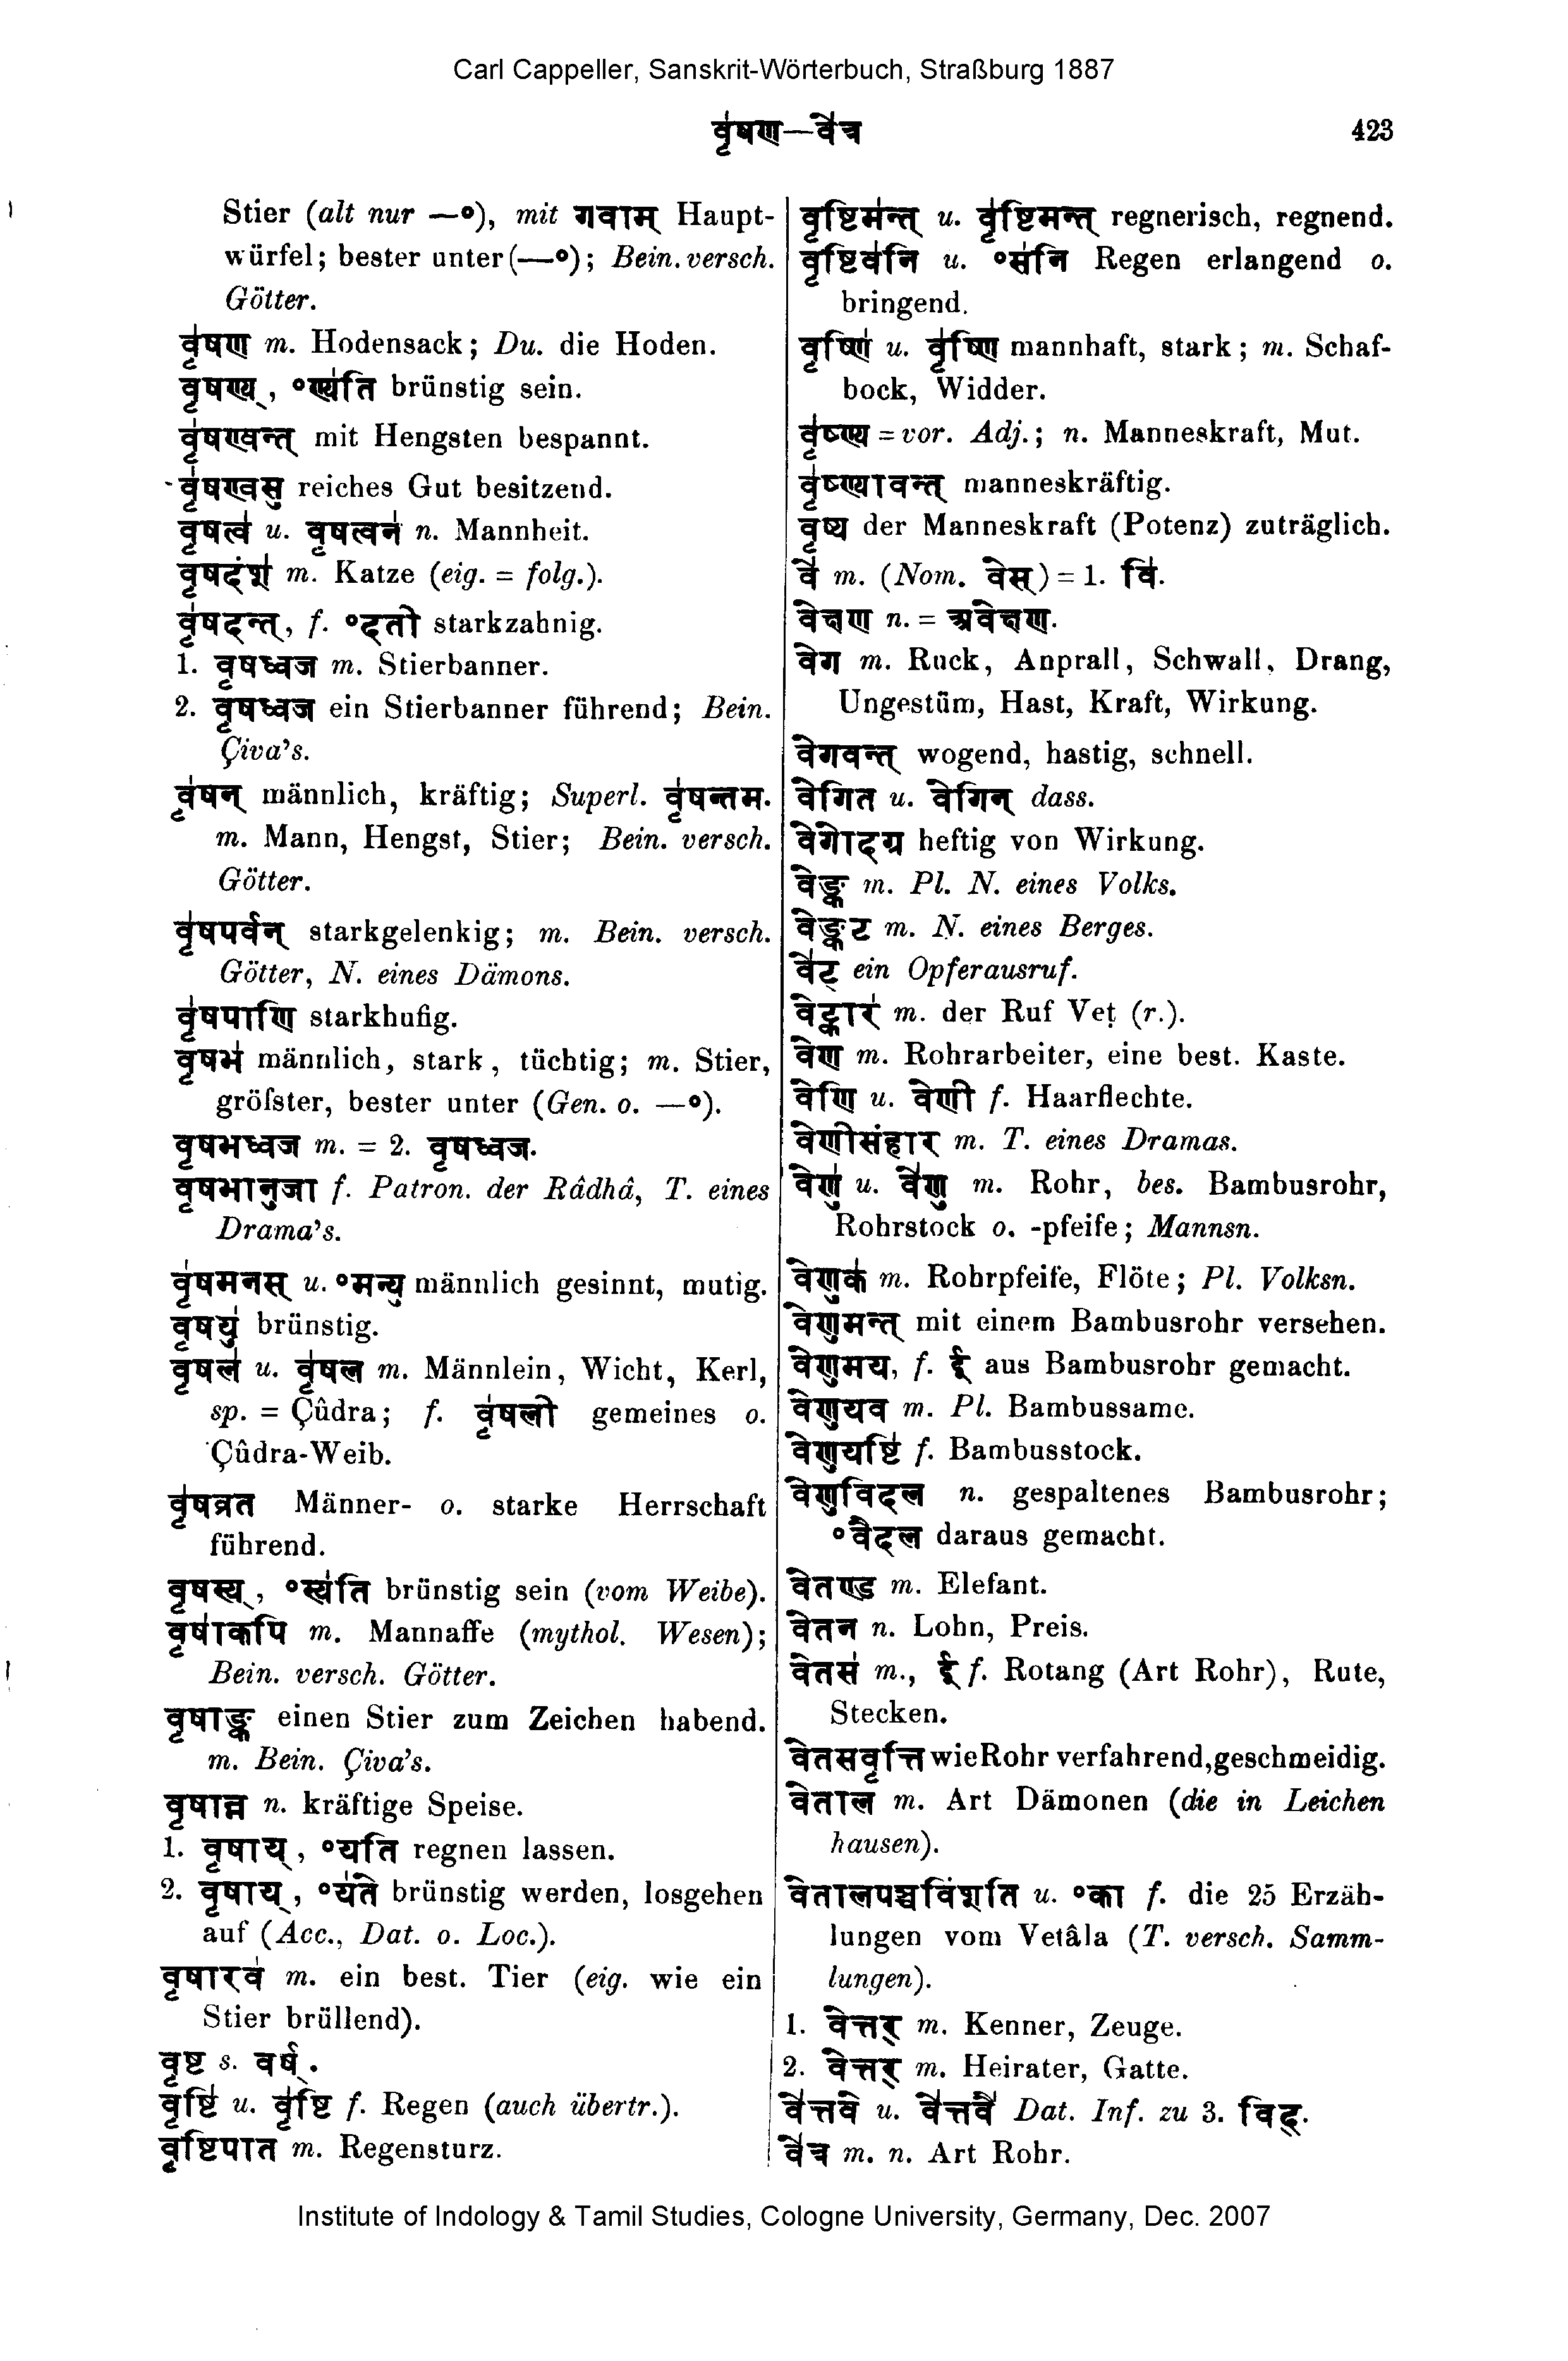 Carl Cappeller, Sanskrit-Wörterbuch, Straßburg 1887
वृ॑षण—वे॑त्र 423
Stier (alt nur —°), mit गवाम् Haupt-
würfel; bester unter (—°); Bein. versch.
Götter.
वृ॑षण m. Hodensack; Du. die Hoden.
वृषण्य्, °ण्य॑ति brünstig sein.
वृ॑षण्वन्त् mit Hengsten bespannt.
वृ॑षण्वसु reiches Gut besitzend.
वृषत्व॑ u. वृषत्वन॑ n. Mannheit.
वृषदंश॑ m. Katze (eig. = folg.).
वृ॑षदन्त्, f. °दती starkzahnig.
1. वृषध्वज m. Stierbanner.
2. वृषध्वज ein Stierbanner führend; Bein.
Çiva's.
वृ॑षन् männlich, kräftig; Superl. वृ॑षन्तम.
m. Mann, Hengst, Stier; Bein. versch.
Götter.
वृ॑षपर्वन् starkgelenkig; m. Bein. versch.
Götter, N. eines Dämons.
वृ॑षपाणि starkhufig.
वृषभ॑ männlich, stark, tüchtig; m. Stier,
gröſster, bester unter (Gen. o. —°).
वृषभध्वज m. = 2. वृषध्वज.
वृषभानुजा f. Patron. der Râdhâ, T. eines
Drama's.
वृ॑षमनस् u. °मन्यु männlich gesinnt, mutig.
वृषयु॑ brünstig.
वृषल॑ u. वृ॑षल m. Männlein, Wicht, Kerl,
sp. = Çûdra; f. वृ॑षली gemeines o.
Çûdra-Weib.
वृ॑षव्रत Männer- o. starke Herrschaft
führend.
वृषस्य्, °स्य॑ति brünstig sein (vom Weibe).
वृषा॑कपि m. Mannaffe (mythol. Wesen);
Bein. versch. Götter.
वृषाङ्क einen Stier zum Zeichen habend.
m. Bein. Çiva's.
वृषान्न n. kräftige Speise.
1. वृषाय्, °यति regnen lassen.
2. वृषाय्, °य॑ते brünstig werden, losgehen
auf (Acc., Dat. o. Loc.).
वृषारव॑ m. ein best. Tier (eig. wie ein
Stier brüllend).
वृष्ट s. वर्ष्.
वृष्टि॑ u. वृ॑ष्टि f. Regen (auch übertr.).
वृष्टिपात m. Regensturz.
वृष्टिम॑न्त् u. वृ॑ष्टिमन्त् regnerisch, regnend.
वृष्टिव॑नि u. °स॑नि Regen erlangend o.
bringend.
वृष्णि॑ u. वृ॑ष्णि mannhaft, stark; m. Schaf-
bock, Widder.
वृ॑ष्ण्य = vor. Adj.; n. Manneskraft, Mut.
वृ॑ष्ण्यावन्त् manneskräftig.
वृष्य der Manneskraft (Potenz) zuträglich.
वे॑ m. (Nom. वेस्) = 1. वि॑.
वेक्षण n. = अवेक्षण.
वेग m. Ruck, Anprall, Schwall, Drang,
Ungestüm, Hast, Kraft, Wirkung.
वेगवन्त् wogend, hastig, schnell.
वेगित u. वेगिन् dass.
वेगोदग्र heftig von Wirkung.
वेङ्क m. Pl. N. eines Volks.
वेङ्कट m. N. eines Berges.
वे॑ट् ein Opferausruf.
वेट्कार॑ m. der Ruf Veṭ (r.).
वेण m. Rohrarbeiter, eine best. Kaste.
वेणि u. वेणी f. Haarflechte.
वेणीसंहार m. T. eines Dramas.
वेणु॑ u. वे॑णु m. Rohr, bes. Bambusrohr,
Rohrstock o. -pfeife; Mannsn.
वेणुक॑ m. Rohrpfeife, Flöte; Pl. Volksn.
वेणुमन्त् mit einem Bambusrohr versehen.
वेणुमय, f. ई aus Bambusrohr gemacht.
वेणुयव m. Pl. Bambussame.
वेणुयष्टि॑ f. Bambusstock.
वेणुविदल n. gespaltenes Bambusrohr;
°वैदल daraus gemacht.
वेतण्ड m. Elefant.
वेतन n. Lohn, Preis.
वेतस॑ m., ई f. Rotang (Art Rohr), Rute,
Stecken.
वेतसवृत्ति wie Rohr verfahrend, geschmeidig.
वेताल m. Art Dämonen (die in Leichen
hausen).
वेतालपञ्चविंशति u. °का f. die 25 Erzäh-
lungen vom Vetâla (T. versch. Samm-
lungen).
1. वेत्तर् m. Kenner, Zeuge.
2. वेत्तर् m. Heirater, Gatte.
वे॑त्तवे u. वे॑त्तवै॑ Dat. Inf. zu 3. विद्.
वे॑त्र m. n. Art Rohr.
Institute of Indology & Tamil Studies, Cologne University, Germany, Dec. 2007